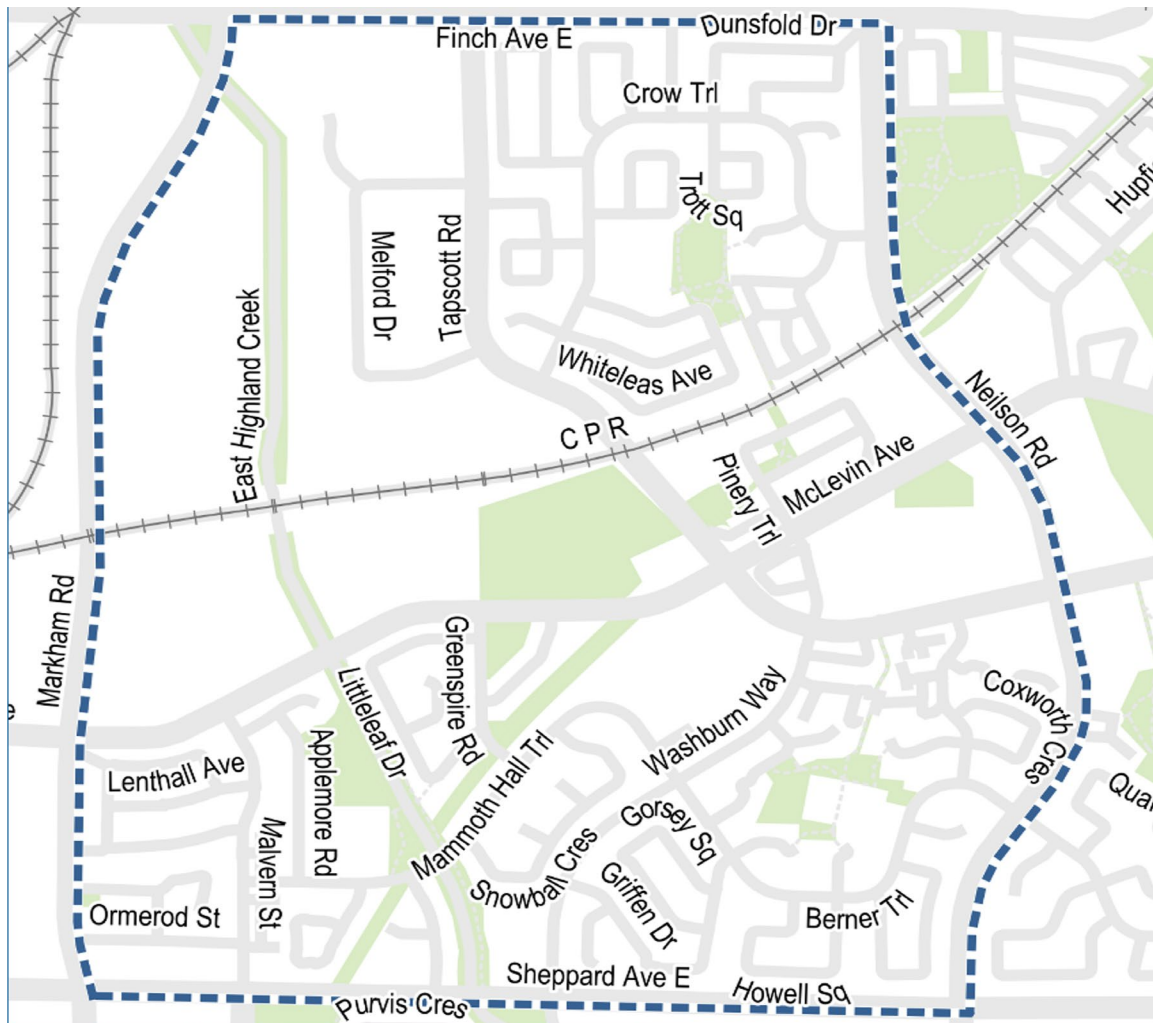 Finch Ave E
Dunsfold Dr
Crow Trl
Trott Sq
Melford Dr
Tapscott Rd
East Highland Creek
Whiteleas Ave
C P R
Neilson Rd
Pinery Trl
McLevin Ave
Markham Rd
Greenspire Rd
Littleleaf Dr
Coxworth Cres
Washburn Way
Lenthall Ave
Applemore Rd
Mammoth Hall Trl
Malvern St
Gorsey Sq
Snowball Cres
Griffen Dr
Ormerod St
Berner Trl
Sheppard Ave E
Howell Sq
Purvis Cres